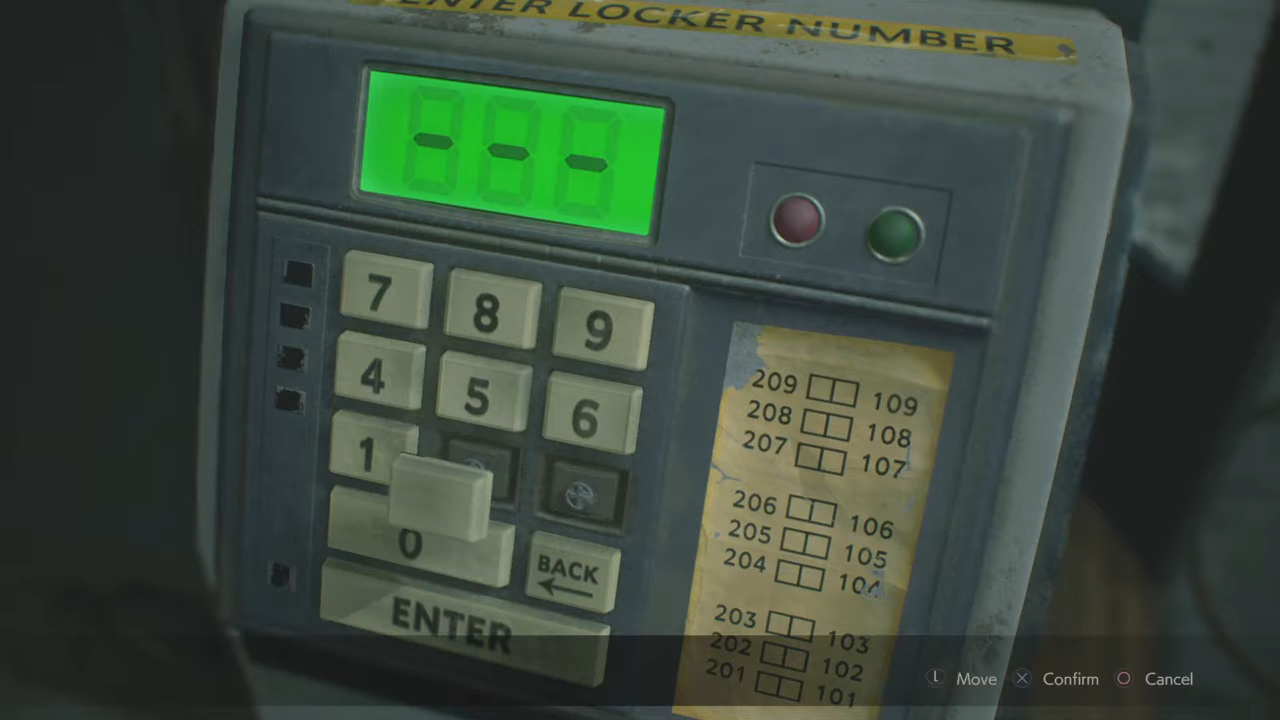 ENTER LOCKER NUMBER
- - -
7 8 9
4 5 6
1
0 BACK
ENTER
209 109
208 108
207 107
206 106
205 105
204 104
203 103
202 102
201 101
L Move Confirm Cancel